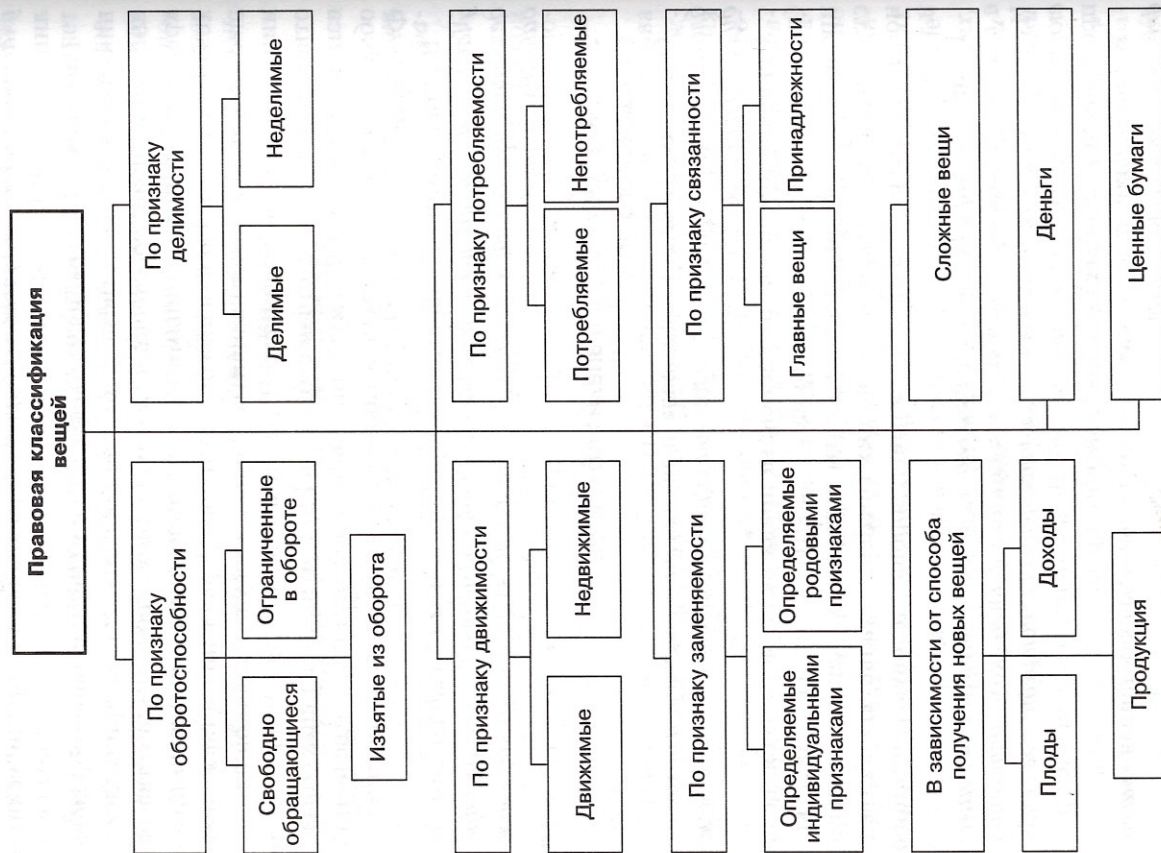 Правовая классификация
вещей
По признаку
оборотоспособности
Свободно
обращающиеся
Ограниченные
в обороте
Изъятые из оборота
По признаку
делимости
Делимые
Неделимые
По признаку движимости
Движимые
Недвижимые
По признаку потребляемости
Потребляемые
Непотребляемые
По признаку заменяемости
Определяемые
индивидуальными
признаками
Определяемые
родовыми
признаками
По признаку связанности
Главные вещи
Принадлежности
В зависимости от способа
получения новых вещей
Плоды
Доходы
Продукция
Сложные вещи
Деньги
Ценные бумаги